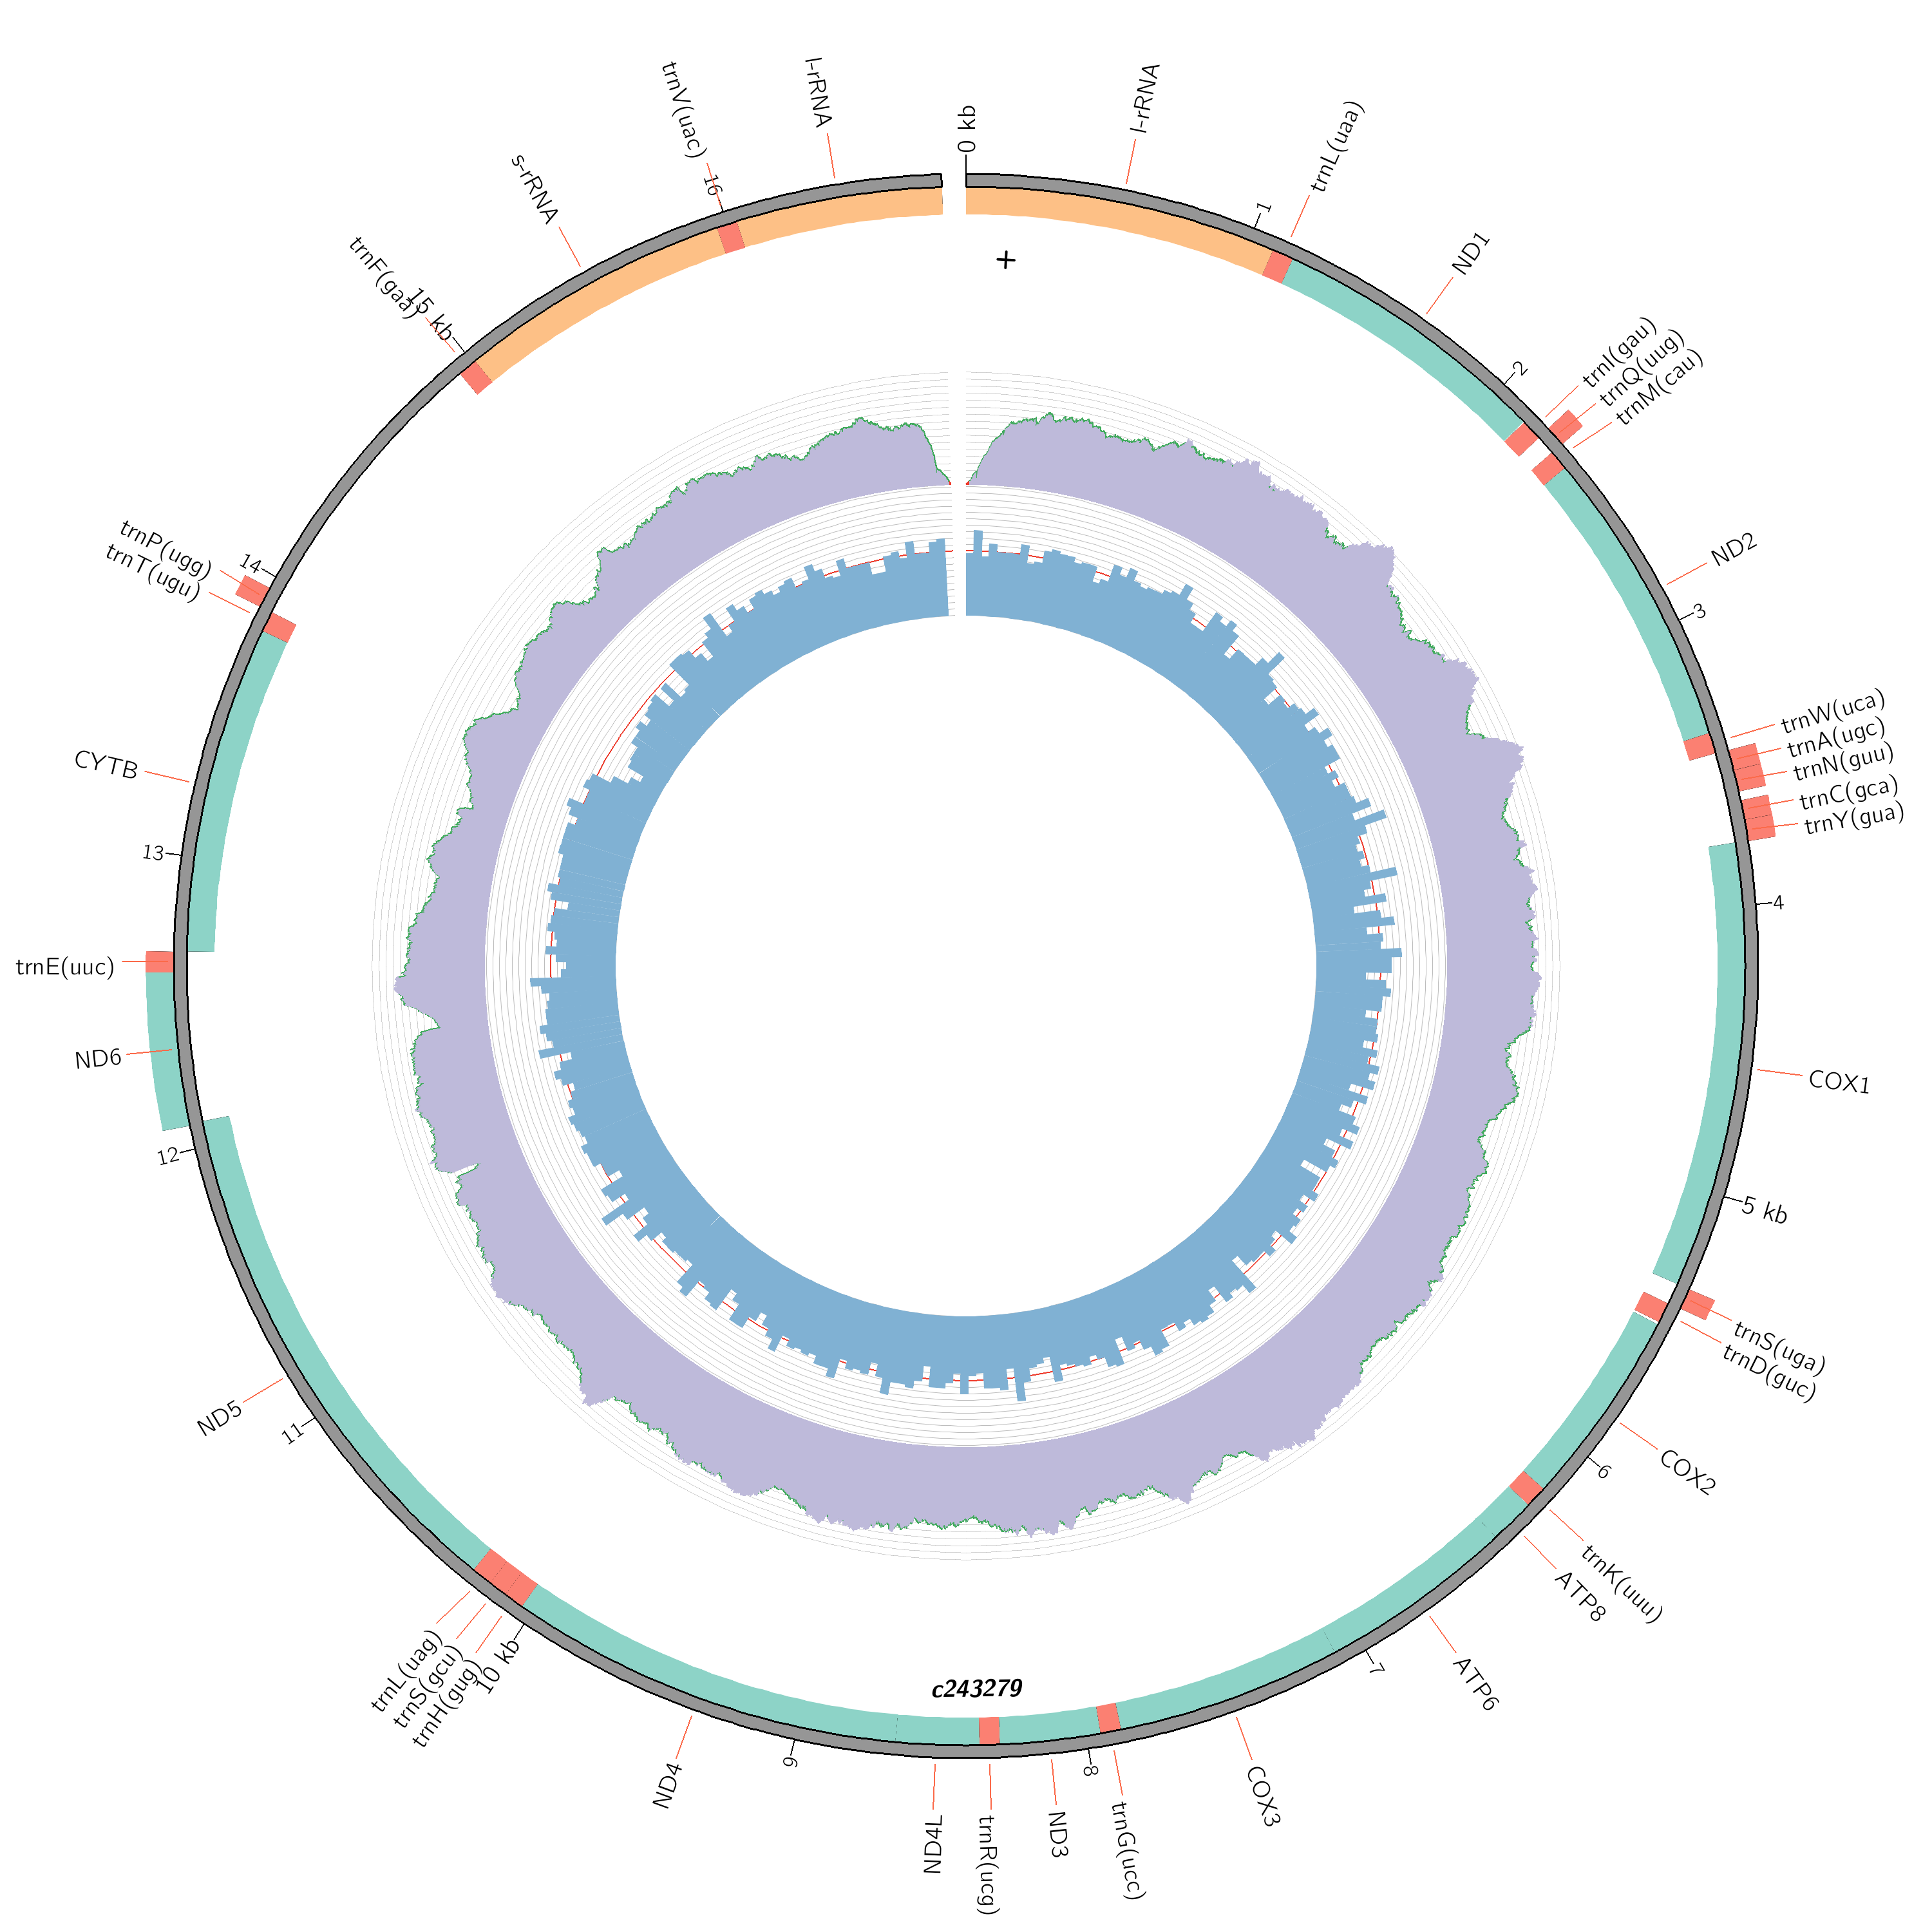 0 kb
l-rRNA
1
trnL(uaa)
ND1
2
trnI(gau)
trnQ(uug)
trnM(cau)
ND2
3
trnW(uca)
trnA(ugc)
trnN(guu)
trnC(gca)
trnY(gua)
4
COX1
5 kb
trnS(uga)
trnD(guc)
COX2
6
trnK(uuu)
ATP8
ATP6
7
COX3
trnG(ucc)
8
ND3
trnR(ucg)
ND4L
9
ND4
10 kb
trnH(gug)
trnS(gcu)
trnL(uag)
11
ND5
12
ND6
trnE(uuc)
13
CYTB
trnT(ugu)
trnP(ugg)
14
15 kb
trnF(gaa)
s-rRNA
16
trnV(uac)
l-rRNA
+
c243279